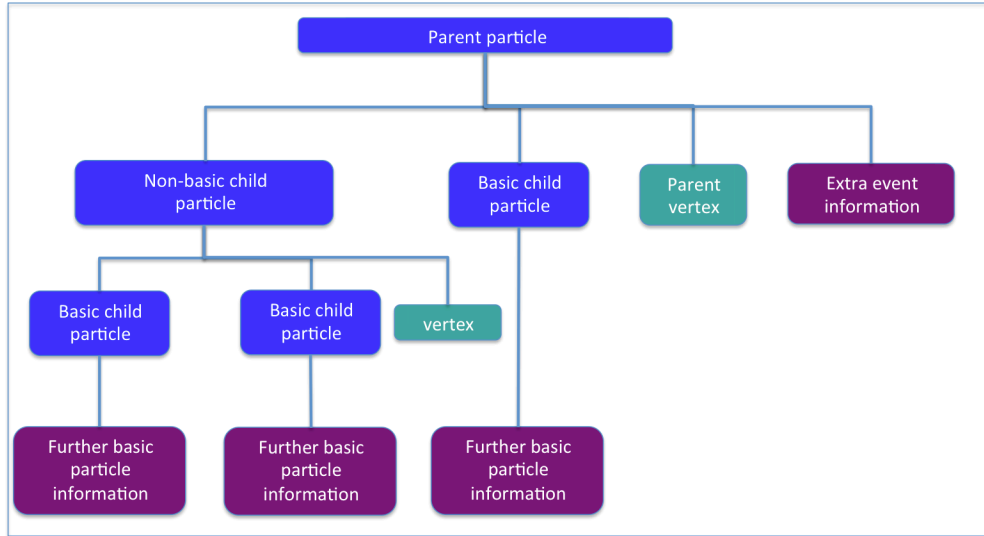 Parent particle
Non-basic child
particle
Basic child
particle
Parent
vertex
Extra event
information
Basic child
particle
Basic child
particle
vertex
Further basic
particle
information
Further basic
particle
information
Further basic
particle
information